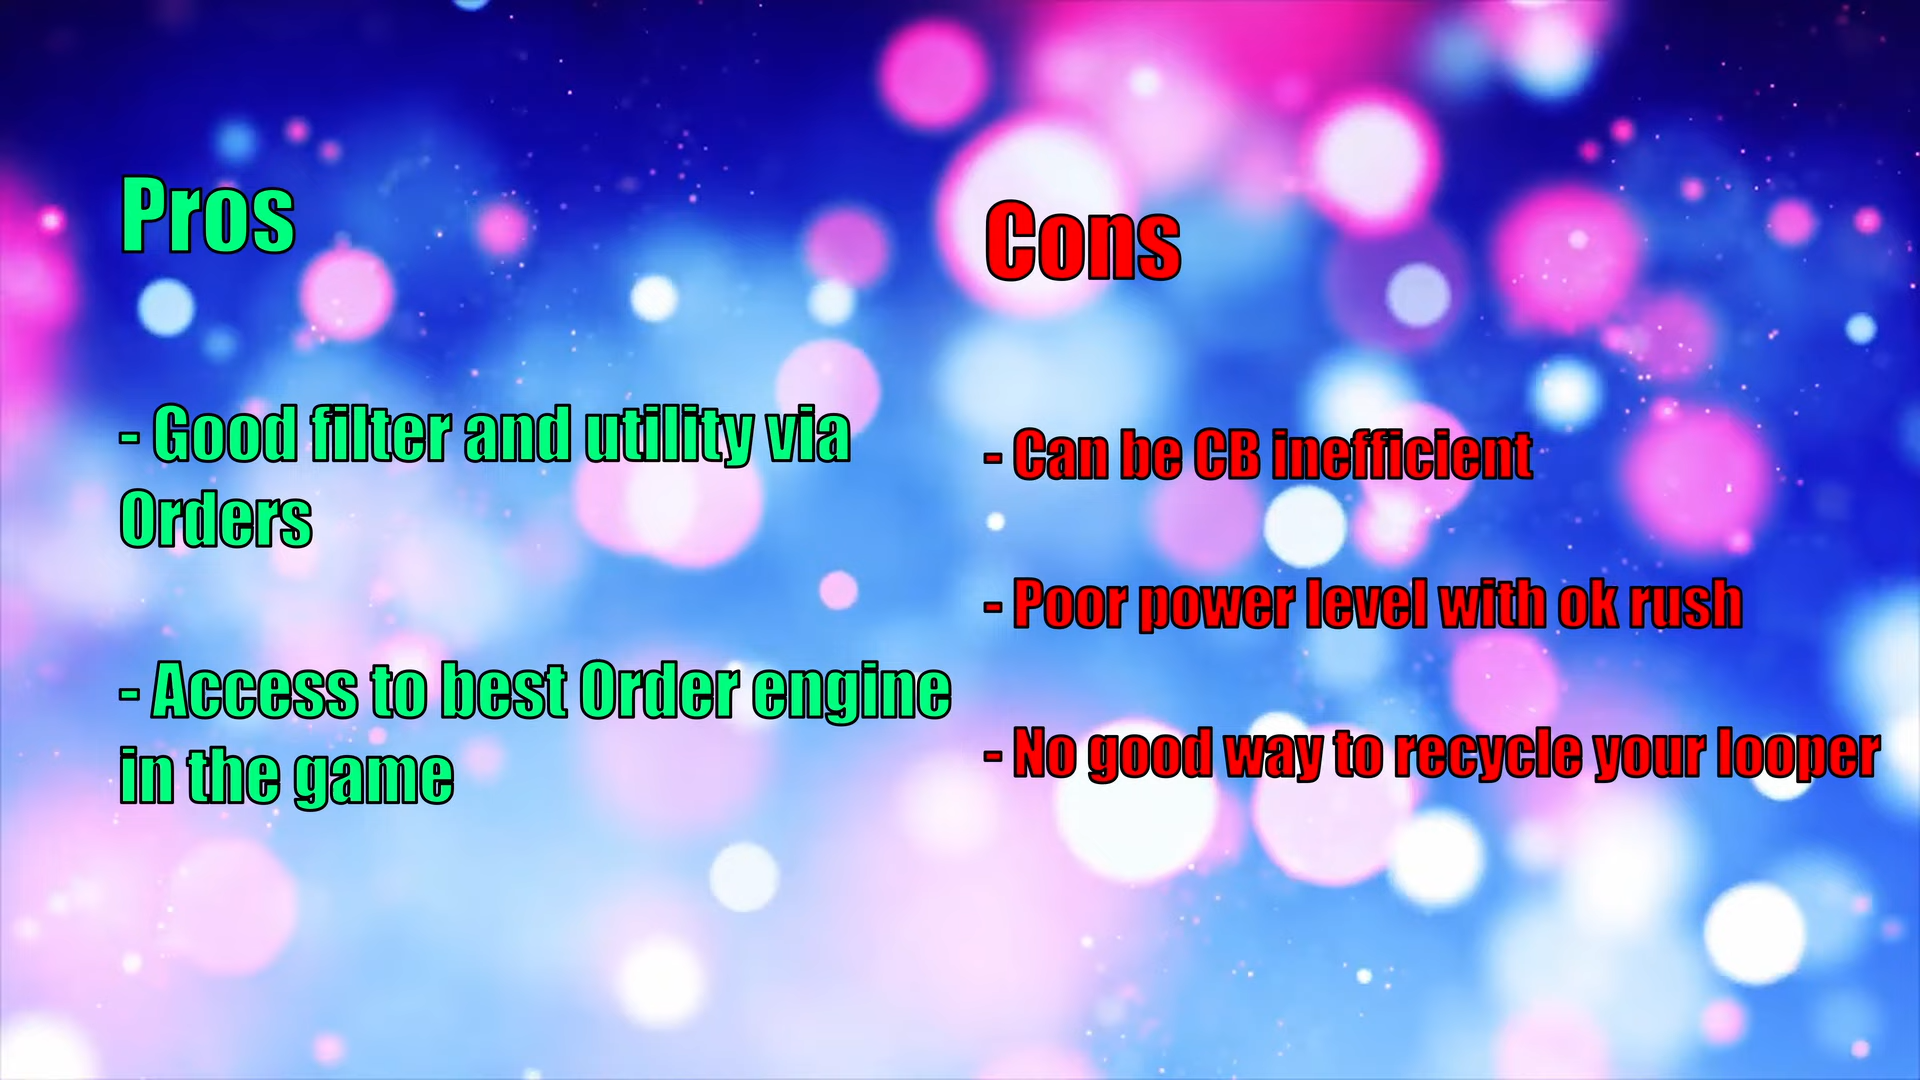 Pros
- Good filter and utility via
Orders
- Access to best Order engine
in the game
Cons
- Can be CB inefficient
- Poor power level with ok rush
- No good way to recycle your looper